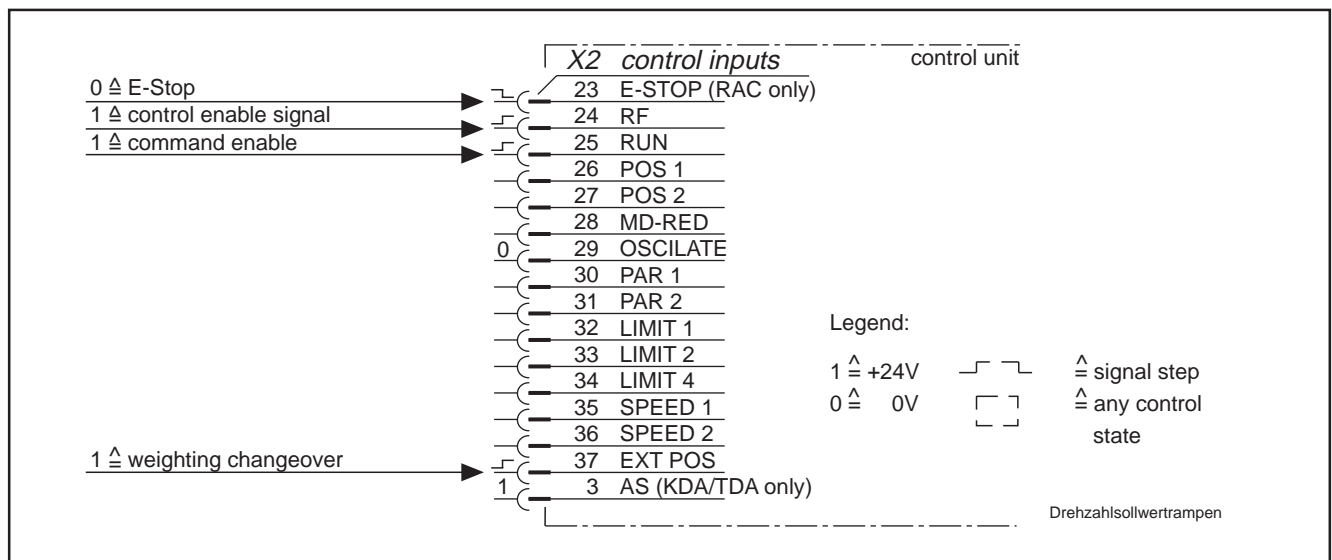 X2 control inputs
control unit
0 ≙ E-Stop
23 E-STOP (RAC only)
1 ≙ control enable signal
24 RF
1 ≙ command enable
25 RUN
26 POS 1
27 POS 2
28 MD-RED
0 29 OSCILATE
30 PAR 1
31 PAR 2
32 LIMIT 1
33 LIMIT 2
34 LIMIT 4
35 SPEED 1
36 SPEED 2
1 ≙ weighting changeover
37 EXT POS
1 3 AS (KDA/TDA only)
Legend:
1 ≙ +24V ≙ signal step
0 ≙ 0V ≙ any control
state
Drehzahlsollwertrampen